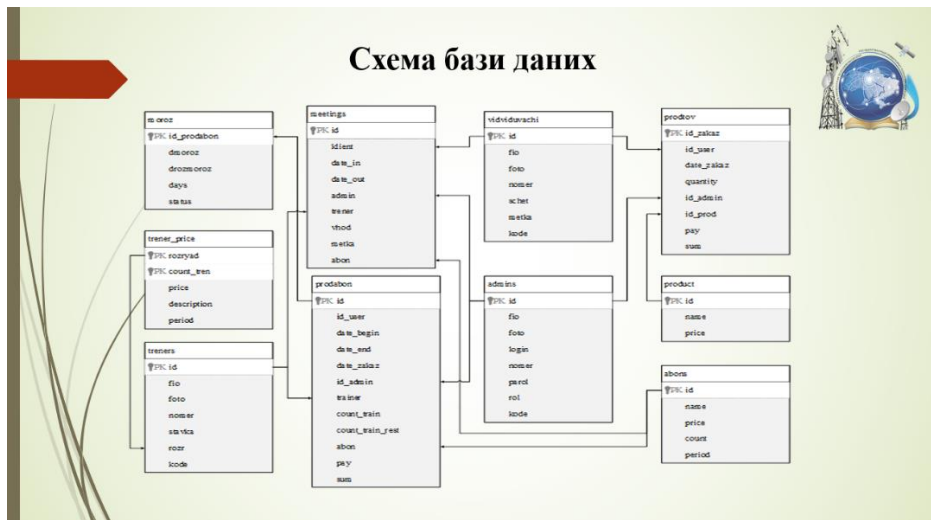 Схема бази даних
moroz
PK id_prodabon
dmoroz
drozmoroz
days
status
trener_price
PK rozryad
PK count_tren
price
description
period
treners
PK id
fio
foto
nomer
stavka
rozr
kode
meetings
PK id
klient
date_in
date_out
admin
trener
vhod
metka
abon
prodabon
PK id
id_user
date_begin
date_end
date_zakaz
id_admin
trainer
count_train
count_train_rest
abon
pay
sum
vidviduvachi
PK id
fio
foto
nomer
schet
metka
kode
admins
PK id
fio
foto
login
nomer
parol
rol
kode
prodtov
PK id_zakaz
id_user
date_zakaz
quantity
id_admin
id_prod
pay
sum
product
PK id
name
price
abons
PK id
name
price
count
period